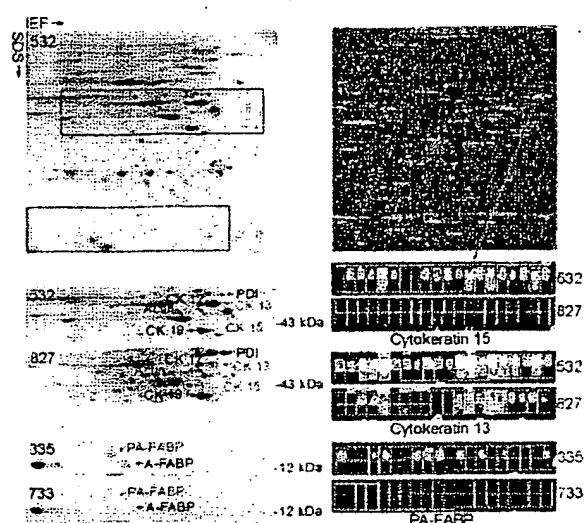 IEF →
SDS →
532
532
PDI
CK 13
CK 19
CK 15
-43 kDa
827
PDI
CK 13
CK 15
-43 kDa
335
PA-FABP
A-FABP
-12 kDa
733
PA-FABP
A-FABP
-12 kDa
532
827
Cytokeratin 15
532
827
Cytokeratin 13
335
733
PA-FABP